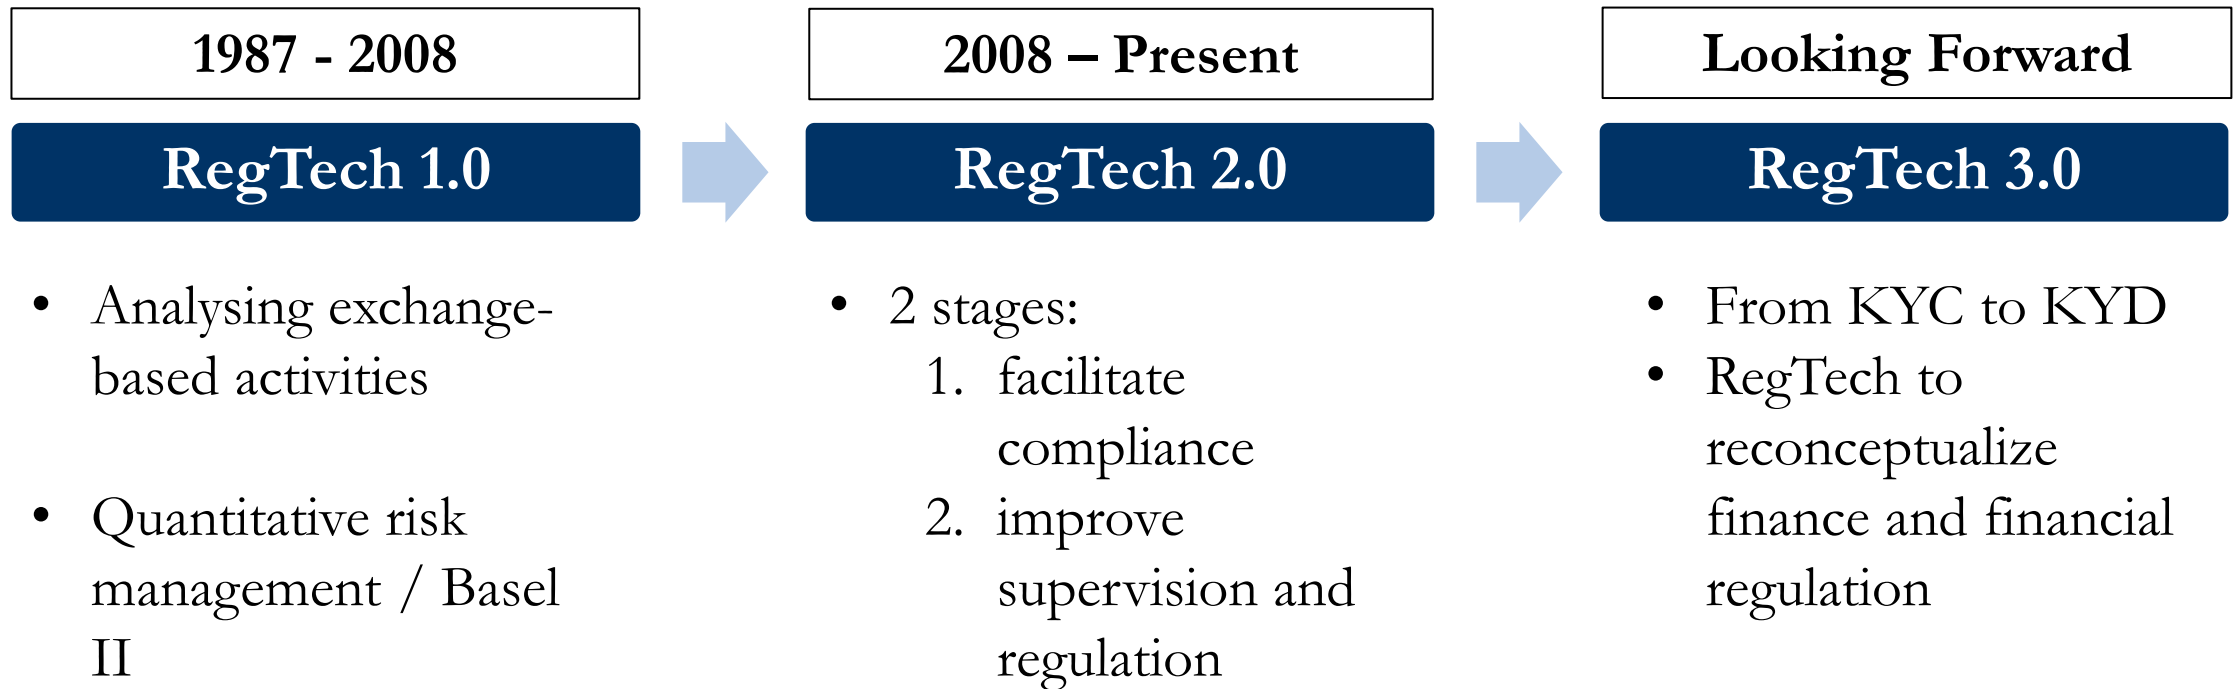 1987 - 2008
RegTech 1.0
• Analysing exchange-
based activities
• Quantitative risk
management / Basel
II
2008 – Present
RegTech 2.0
• 2 stages:
1. facilitate
compliance
2. improve
supervision and
regulation
Looking Forward
RegTech 3.0
• From KYC to KYD
• RegTech to
reconceptualize
finance and financial
regulation